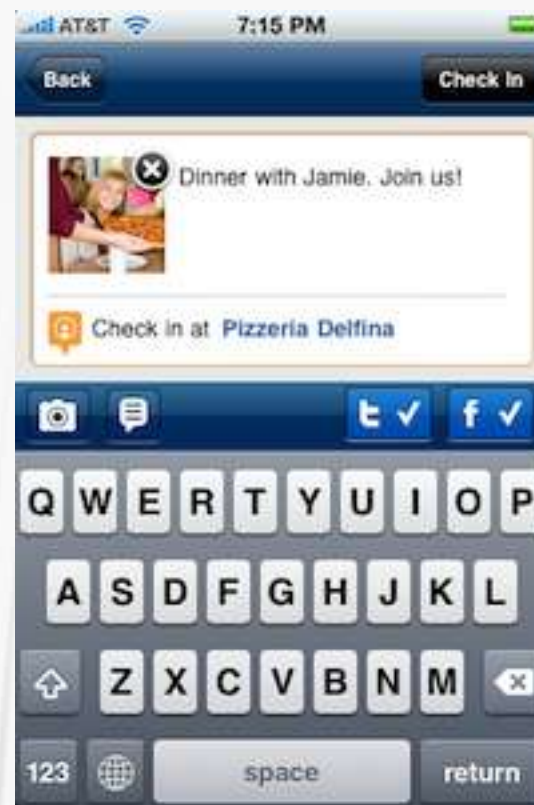 AT&T 7:15 PM
Back Check In
Dinner with Jamie. Join us!
Check in at Pizzeria Delfina
t f
Q W E R T Y U I O P
A S D F G H J K L
Z X C V B N M
123 space return